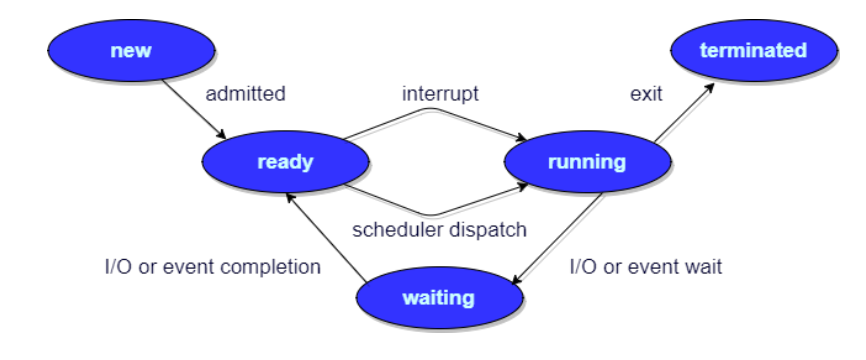 new
terminated
admitted
interrupt
exit
ready
running
scheduler dispatch
I/O or event completion
I/O or event wait
waiting